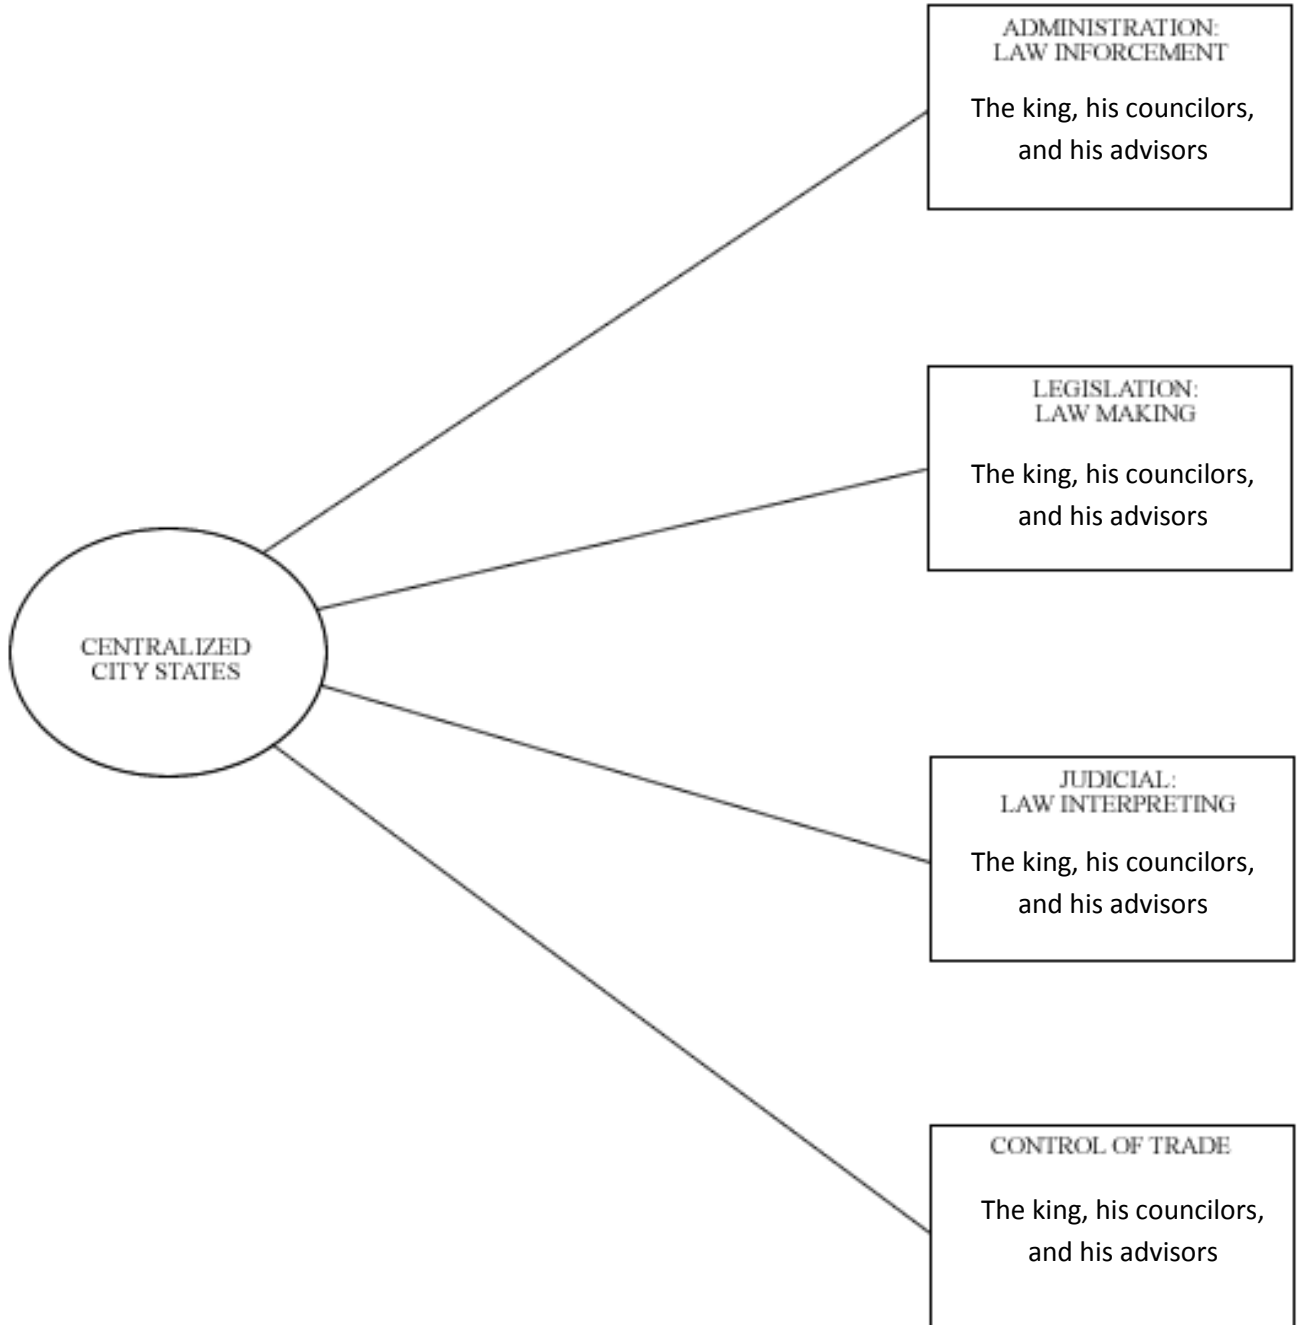 ADMINISTRATION:
LAW INFORCEMENT
The king, his councilors,
and his advisors
LEGISLATION:
LAW MAKING
The king, his councilors,
and his advisors
CENTRALIZED
CITY STATES
JUDICIAL:
LAW INTERPRETING
The king, his councilors,
and his advisors
CONTROL OF TRADE
The king, his councilors,
and his advisors